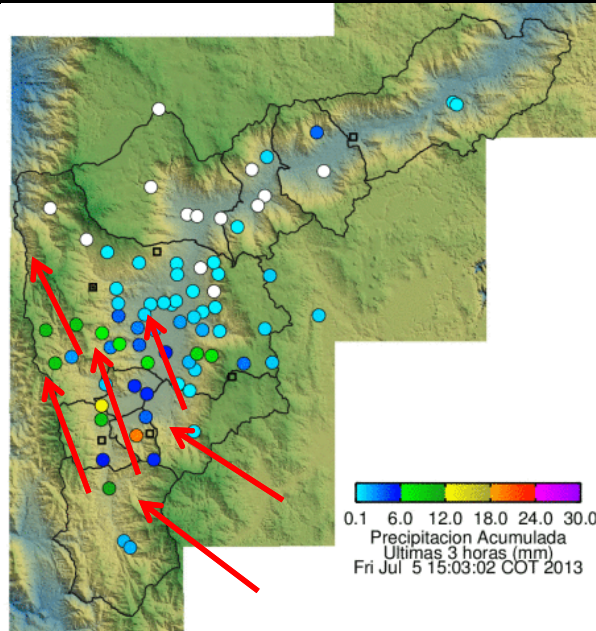 0.1 6.0 12.0 18.0 24.0 30.0
Precipitacion Acumulada
Ultimas 3 horas (mm)
Fri Jul 5 15:03:02 COT 2013